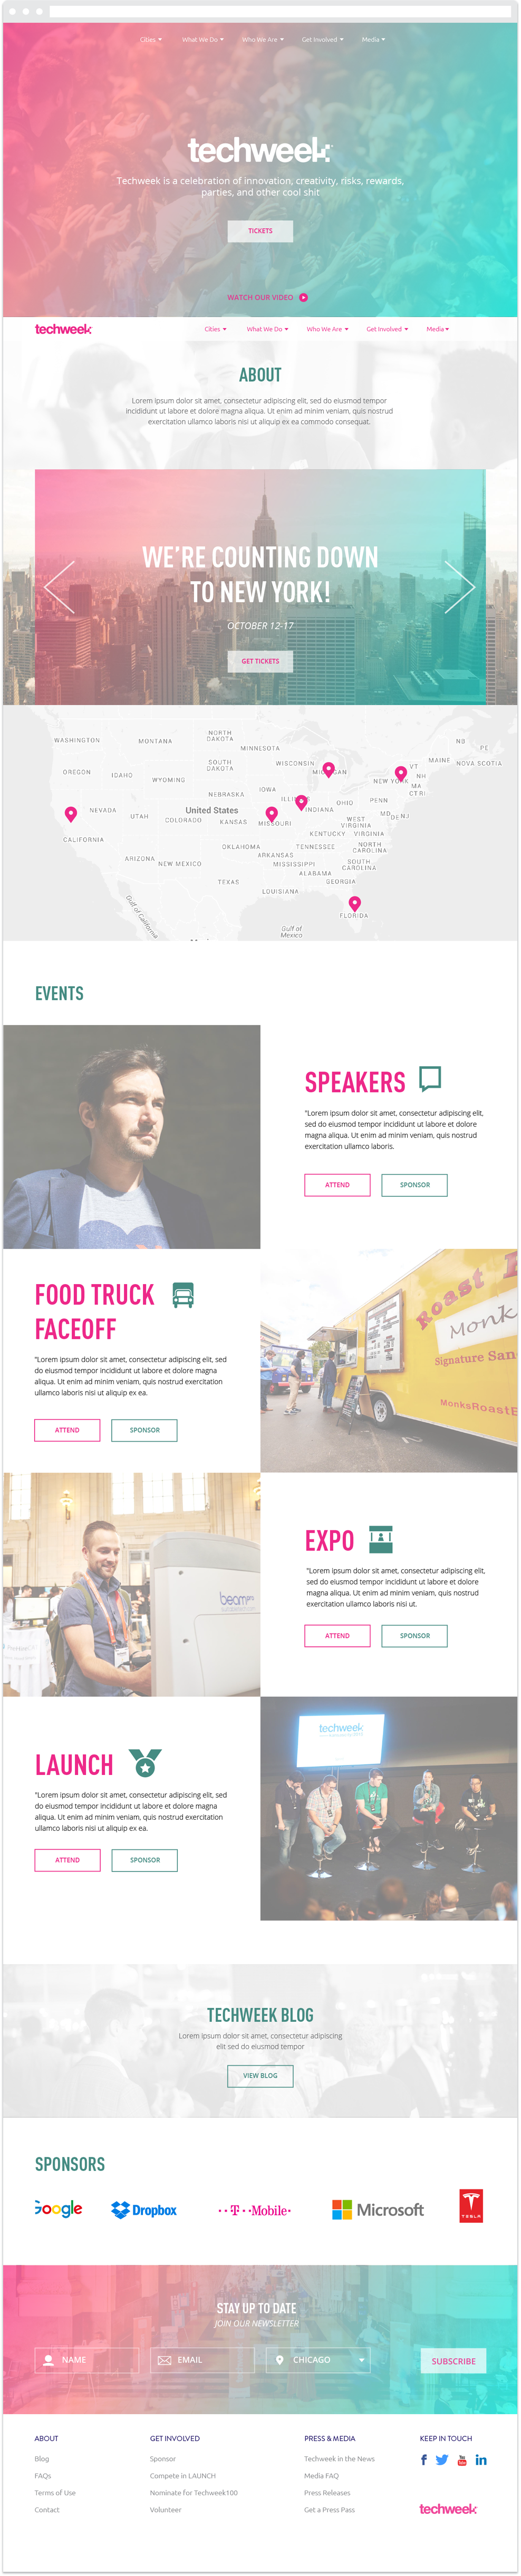 Cities What We Do Who We Are Get Involved Media
techweek
Techweek is a celebration of innovation, creativity, risks, rewards,
parties, and other cool shit
TICKETS
WATCH OUR VIDEO
techweek Cities What We Do Who We Are Get Involved Media
ABOUT
Lorem ipsum dolor sit amet, consectetur adipiscing elit, sed do eiusmod tempor
incididunt ut labore et dolore magna aliqua. Ut enim ad minim veniam, quis nostrud
exercitation ullamco laboris nisi ut aliquip ex ea commodo consequat.
WE'RE COUNTING DOWN
TO NEW YORK!
OCTOBER 12-17
GET TICKETS
WASHINGTON
MONTANA
NORTH
DAKOTA
MINNESOTA
NB
PE
OREGON
IDAHO
WYOMING
SOUTH
DAKOTA
WISCONSIN
VT
MAINE
NOVA SCOTIA
NH
NEW YORK
MA
CT RI
NEBRASKA
IOWA
NEVADA
UTAH
United States
COLORADO
KANSAS
MISSOURI
INDIANA
OHIO
PENN
MD
DE
NJ
WEST
VIRGINIA
CALIFORNIA
KENTUCKY
VIRGINIA
OKLAHOMA
TENNESSEE
NORTH
CAROLINA
ARIZONA
NEW MEXICO
ARKANSAS
MISSISSIPPI
SOUTH
CAROLINA
ALABAMA
TEXAS
GEORGIA
LOUISIANA
Gulf of California
Gulf of
Mexico
FLORIDA
EVENTS
SPEAKERS
"Lorem ipsum dolor sit amet, consectetur adipiscing elit,
sed do eiusmod tempor incididunt ut labore et dolore
magna aliqua. Ut enim ad minim veniam, quis nostrud
exercitation ullamco laboris.
ATTEND SPONSOR
FOOD TRUCK
FACEOFF
"Lorem ipsum dolor sit amet, consectetur adipiscing elit, sed
do eiusmod tempor incididunt ut labore et dolore magna
aliqua. Ut enim ad minim veniam, quis nostrud exercitation
ullamco laboris nisi ut aliquip ex ea.
ATTEND SPONSOR
Roast
Monk
Signature San
MonksRoastB
beam
EXPO
"Lorem ipsum dolor sit amet, consectetur adipiscing elit,
sed do eiusmod tempor incididunt ut labore et dolore
magna aliqua. Ut enim ad minim veniam, quis nostrud
exercitation ullamco laboris nisi ut.
ATTEND SPONSOR
techweek
LAUNCH
"Lorem ipsum dolor sit amet, consectetur adipiscing elit, sed
do eiusmod tempor incididunt ut labore et dolore magna
aliqua. Ut enim ad minim veniam, quis nostrud exercitation
ullamco laboris nisi ut aliquip ex ea.
ATTEND SPONSOR
TECHWEEK BLOG
Lorem ipsum dolor sit amet, consectetur adipiscing
elit sed do eiusmod tempor
VIEW BLOG
SPONSORS
Google Dropbox T Mobile Microsoft TESLA
STAY UP TO DATE
JOIN OUR NEWSLETTER
NAME EMAIL CHICAGO SUBSCRIBE
ABOUT GET INVOLVED PRESS & MEDIA KEEP IN TOUCH
Blog Sponsor Techweek in the News
FAQs Compete in LAUNCH Media FAQ
Terms of Use Nominate for Techweek100 Press Releases
Contact Volunteer Get a Press Pass
techweek